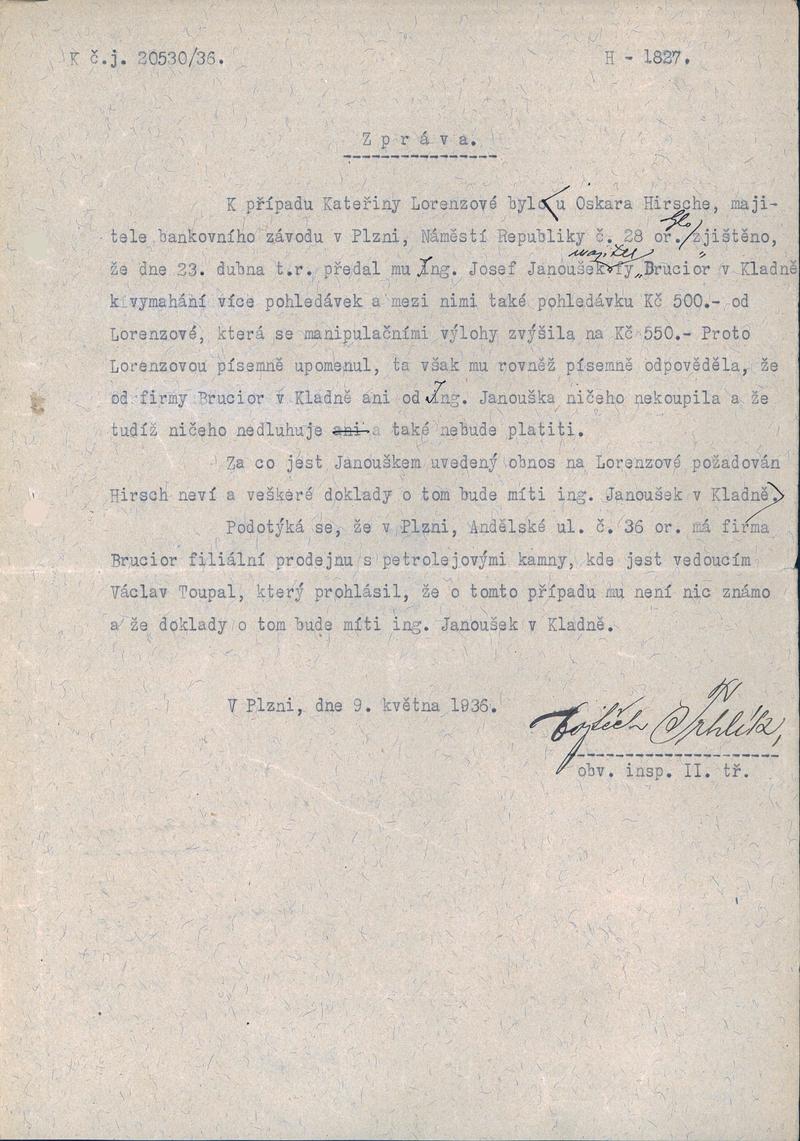 K č.j. 20530/36. H - 1827.
Zpráva.
K případu Kateřiny Lorenzové bylo u Oskara Hirsche, maji-
tele bankovního závodu v Plzni, Náměstí Republiky č. 28 or. zjištěno,
majitel
že dne 23. dubna t.r. předal mu Ing. Josef Janoušek fy „Brucior" v Kladně
k vymahání více pohledávek a mezi nimi také pohledávku Kč 500.- od
Lorenzové, která se manipulačními výlohy zvýšila na Kč 550.- Proto
Lorenzovou písemně upomenul, ta však mu rovněž písemně odpověděla, že
od firmy Brucior v Kladně ani od Ing. Janouška ničeho nekoupila a že
tudíž ničeho nedluhuje ani a také nebude platiti.
Za co jest Janouškem uvedený obnos na Lorenzové požadován
Hirsch neví a veškeré doklady o tom bude míti ing. Janoušek v Kladně.
Podotýká se, že v Plzni, Andělské ul. č. 36 or. má firma
Brucior filiální prodejnu s petrolejovými kamny, kde jest vedoucím
Václav Toupal, který prohlásil, že o tomto případu mu není nic známo
a že doklady o tom bude míti ing. Janoušek v Kladně.
V Plzni, dne 9. května 1936.
Vojtěch
obv. insp. II. tř.